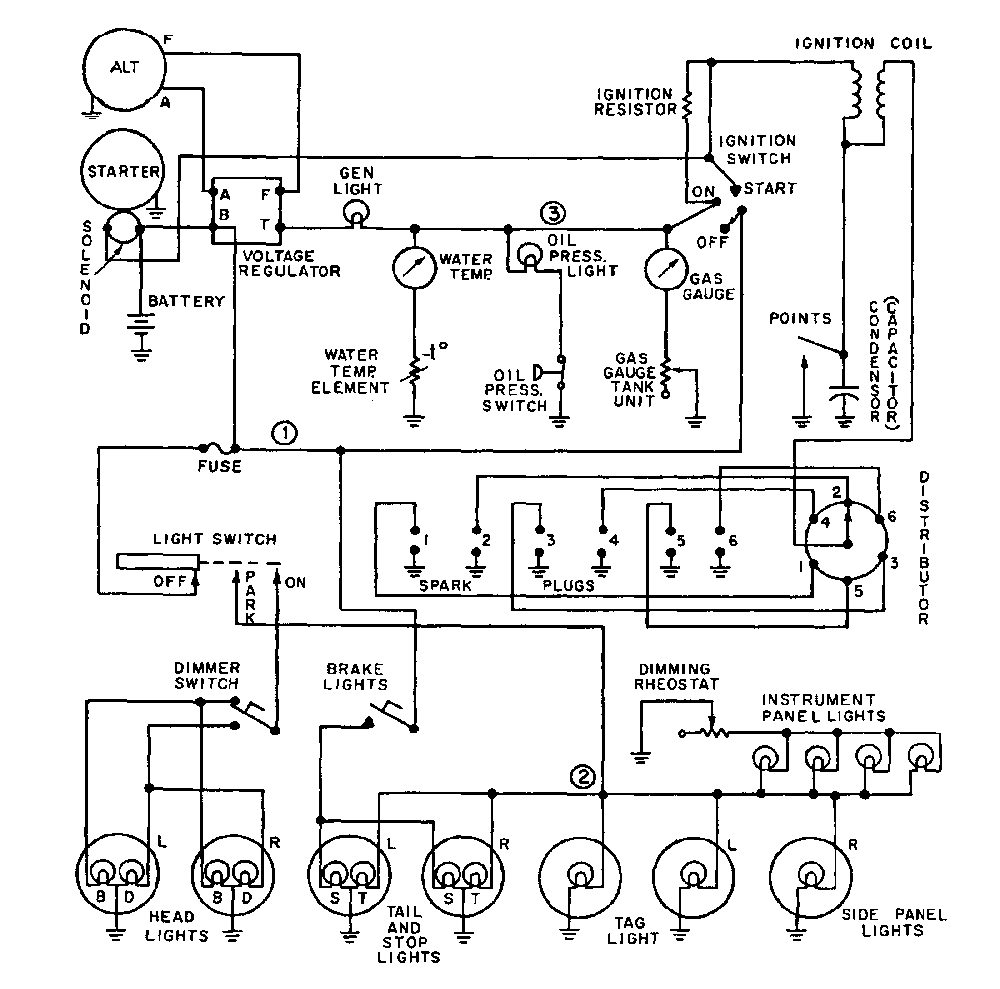 F
IGNITION COIL
ALT
A
IGNITION
RESISTOR
STARTER
IGNITION
SWITCH
GEN
LIGHT
A
F
ON
START
B
T
3
OFF
SOLENOID
VOLTAGE
REGULATOR
WATER
TEMP.
OIL
PRESS.
LIGHT
GAS
GAUGE
BATTERY
POINTS
CONDENSOR
(CAPACITOR)
WATER
TEMP.
ELEMENT
-t°
OIL
PRESS.
SWITCH
GAS
GAUGE
TANK
UNIT
1
FUSE
DISTRIBUTOR
2
4
6
1
3
5
1
2
3
4
5
6
SPARK
PLUGS
LIGHT SWITCH
OFF
PARK
ON
DIMMER
SWITCH
BRAKE
LIGHTS
DIMMING
RHEOSTAT
INSTRUMENT
PANEL LIGHTS
2
L
R
L
R
L
R
B D
B D
S T
S T
HEAD
LIGHTS
TAIL
AND
STOP
LIGHTS
TAG
LIGHT
SIDE PANEL
LIGHTS